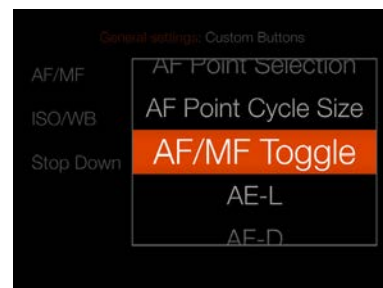 General settings: Custom Buttons
AF/MF
ISO/WB
Stop Down
AF Point Selection
AF Point Cycle Size
AF/MF Toggle
AE-L
AF-D